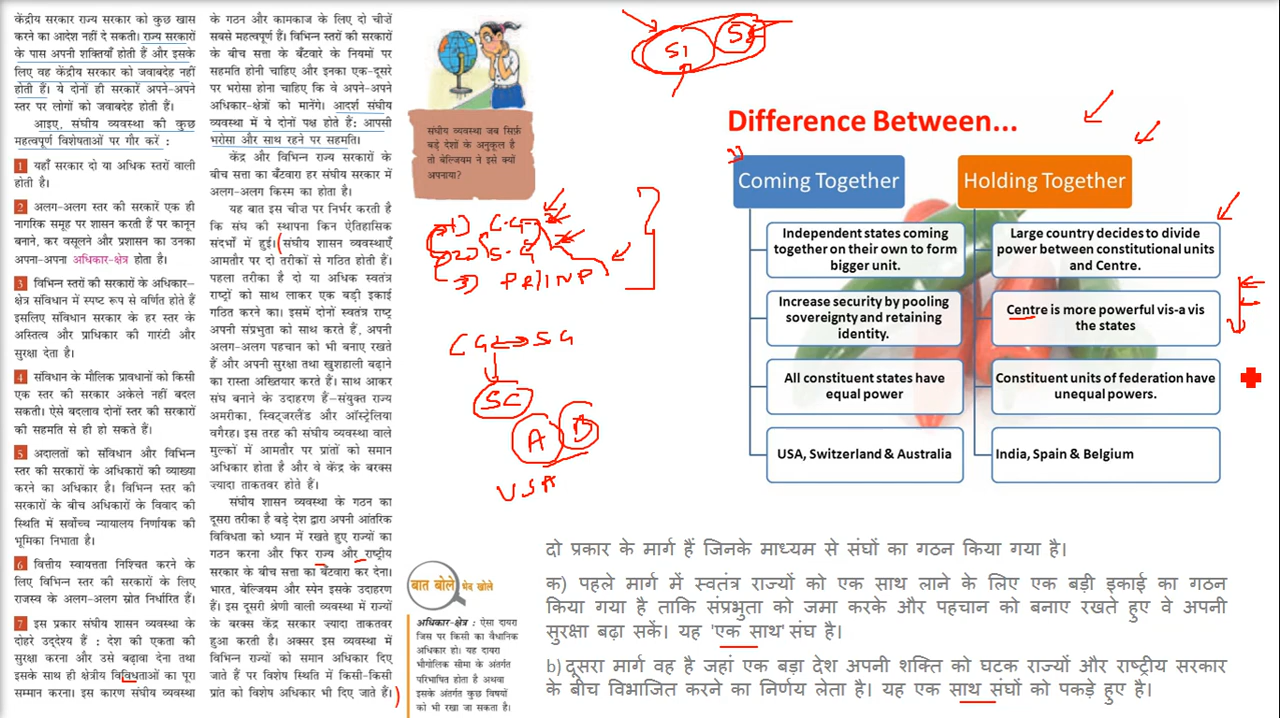 केंद्रीय सरकार राज्य सरकार को कुछ खास
करने का आदेश नहीं दे सकती। राज्य सरकारों
के पास अपनी शक्तियाँ होती हैं और इसके
लिए वह केंद्रीय सरकार को जवाबदेह नहीं
होती हैं। ये दोनों ही सरकारें अपने-अपने
स्तर पर लोगों को जवाबदेह होती हैं।
आइए, संघीय व्यवस्था की कुछ
महत्वपूर्ण विशेषताओं पर गौर करें :
1 यहाँ सरकार दो या अधिक स्तरों वाली
होती है।
2 अलग-अलग स्तर की सरकारें एक ही
नागरिक समूह पर शासन करती हैं पर कानून
बनाने, कर वसूलने और प्रशासन का उनका
अपना-अपना अधिकार-क्षेत्र होता है।
3 विभिन्न स्तरों की सरकारों के अधिकार-
क्षेत्र संविधान में स्पष्ट रूप से वर्णित होते हैं
इसलिए संविधान सरकार के हर स्तर के
अस्तित्व और प्राधिकार की गारंटी और
सुरक्षा देता है।
4 संविधान के मौलिक प्रावधानों को किसी
एक स्तर की सरकार अकेले नहीं बदल
सकती। ऐसे बदलाव दोनों स्तर की सरकारों
की सहमति से ही हो सकते हैं।
5 अदालतों को संविधान और विभिन्न
स्तर की सरकारों के अधिकारों की व्याख्या
करने का अधिकार है। विभिन्न स्तर की
सरकारों के बीच अधिकारों के विवाद की
स्थिति में सर्वोच्च न्यायालय निर्णायक की
भूमिका निभाता है।
6 वित्तीय स्वायत्तता निश्चित करने के
लिए विभिन्न स्तर की सरकारों के लिए
राजस्व के अलग-अलग स्रोत निर्धारित हैं।
7 इस प्रकार संघीय शासन व्यवस्था के
दोहरे उद्देश्य हैं : देश की एकता की
सुरक्षा करना और उसे बढ़ावा देना तथा
इसके साथ ही क्षेत्रीय विविधताओं का पूरा
सम्मान करना। इस कारण संघीय व्यवस्था
के गठन और कामकाज के लिए दो चीज़ें
सबसे महत्वपूर्ण हैं। विभिन्न स्तरों की सरकारों
के बीच सत्ता के बँटवारे के नियमों पर
सहमति होनी चाहिए और इनका एक-दूसरे
पर भरोसा होना चाहिए कि वे अपने-अपने
अधिकार-क्षेत्रों को मानेंगे। आदर्श संघीय
व्यवस्था में ये दोनों पक्ष होते हैं: आपसी
भरोसा और साथ रहने पर सहमति।
केंद्र और विभिन्न राज्य सरकारों के
बीच सत्ता का बँटवारा हर संघीय सरकार में
अलग-अलग किस्म का होता है।
यह बात इस चीज़ पर निर्भर करती है
कि संघ की स्थापना किन ऐतिहासिक
संदर्भों में हुई। संघीय शासन व्यवस्थाएँ
आमतौर पर दो तरीकों से गठित होती हैं।
पहला तरीका है दो या अधिक स्वतंत्र
राष्ट्रों को साथ लाकर एक बड़ी इकाई
गठित करने का। इसमें दोनों स्वतंत्र राष्ट्र
अपनी संप्रभुता को साथ करते हैं, अपनी
अलग-अलग पहचान को भी बनाए रखते
हैं और अपनी सुरक्षा तथा खुशहाली बढ़ाने
का रास्ता अख्तियार करते हैं। साथ आकर
संघ बनाने के उदाहरण हैं-संयुक्त राज्य
अमरीका, स्विट्जरलैंड और ऑस्ट्रेलिया
वगैरह। इस तरह की संघीय व्यवस्था वाले
मुल्कों में आमतौर पर प्रांतों को समान
अधिकार होता है और वे केंद्र के बरक्स
ज़्यादा ताकतवर होते हैं।
संघीय शासन व्यवस्था के गठन का
दूसरा तरीका है बड़े देश द्वारा अपनी आंतरिक
विविधता को ध्यान में रखते हुए राज्यों का
गठन करना और फिर राज्य और राष्ट्रीय
सरकार के बीच सत्ता का बँटवारा कर देना।
भारत, बेल्जियम और स्पेन इसके उदाहरण
हैं। इस दूसरी श्रेणी वाली व्यवस्था में राज्यों
के बरक्स केंद्र सरकार ज़्यादा ताकतवर
हुआ करती है। अक्सर इस व्यवस्था में
विभिन्न राज्यों को समान अधिकार दिए
जाते हैं पर विशेष स्थिति में किसी-किसी
प्रांत को विशेष अधिकार भी दिए जाते हैं।
संघीय व्यवस्था जब सिर्फ़
बड़े देशों के अनुकूल है
तो बेल्जियम ने इसे क्यों
अपनाया?
1) C-G
2) S-G
3) PR/INP
CG ↔ SG
SC
A B
USA
बात बोले भेद खोले
अधिकार-क्षेत्र : ऐसा दायरा
जिस पर किसी का वैधानिक
अधिकार हो। यह दायरा
भौगोलिक सीमा के अंतर्गत
परिभाषित होता है अथवा
इसके अंतर्गत कुछ विषयों
को भी रखा जा सकता है।
S1
Difference Between...
Coming Together
Holding Together
Independent states coming
together on their own to form
bigger unit.
Large country decides to divide
power between constitutional units
and Centre.
Increase security by pooling
sovereignty and retaining
identity.
Centre is more powerful vis-a vis
the states
All constituent states have
equal power
Constituent units of federation have
unequal powers.
USA, Switzerland & Australia
India, Spain & Belgium
दो प्रकार के मार्ग हैं जिनके माध्यम से संघों का गठन किया गया है।
क) पहले मार्ग में स्वतंत्र राज्यों को एक साथ लाने के लिए एक बड़ी इकाई का गठन
किया गया है ताकि संप्रभुता को जमा करके और पहचान को बनाए रखते हुए वे अपनी
सुरक्षा बढ़ा सकें। यह 'एक साथ' संघ है।
b) दूसरा मार्ग वह है जहां एक बड़ा देश अपनी शक्ति को घटक राज्यों और राष्ट्रीय सरकार
के बीच विभाजित करने का निर्णय लेता है। यह एक साथ संघों को पकड़े हुए है।